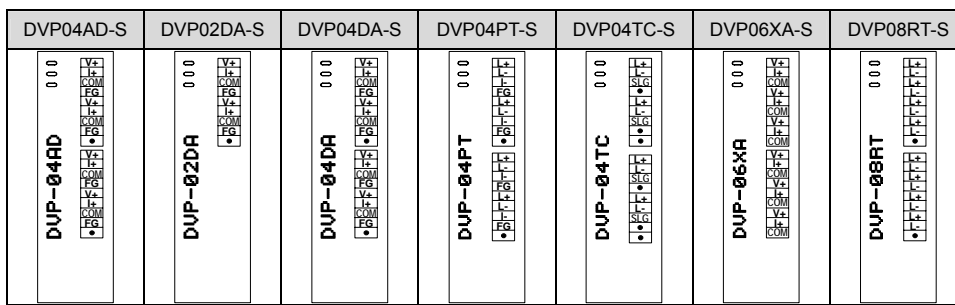 DVP04AD-S
DVP02DA-S
DVP04DA-S
DVP04PT-S
DVP04TC-S
DVP06XA-S
DVP08RT-S
DVP-04AD
V+
I+
COM
FG
V+
I+
COM
FG
●
V+
I+
COM
FG
V+
I+
COM
FG
●
DVP-02DA
V+
I+
COM
FG
V+
I+
COM
FG
●
DVP-04DA
V+
I+
COM
FG
V+
I+
COM
FG
●
V+
I+
COM
FG
V+
I+
COM
FG
●
DVP-04PT
L+
L-
I-
FG
L+
L-
I-
FG
●
L+
L-
I-
FG
L+
L-
I-
FG
●
DVP-04TC
L+
L-
SLG
●
L+
L-
SLG
●
●
L+
L-
SLG
●
L+
L-
SLG
●
●
DVP-06XA
V+
I+
COM
V+
I+
COM
V+
I+
COM
V+
I+
COM
V+
I+
COM
V+
I+
COM
DVP-08RT
L+
L-
L+
L-
L+
L-
L+
L-
●
L+
L-
L+
L-
L+
L-
L+
L-
●